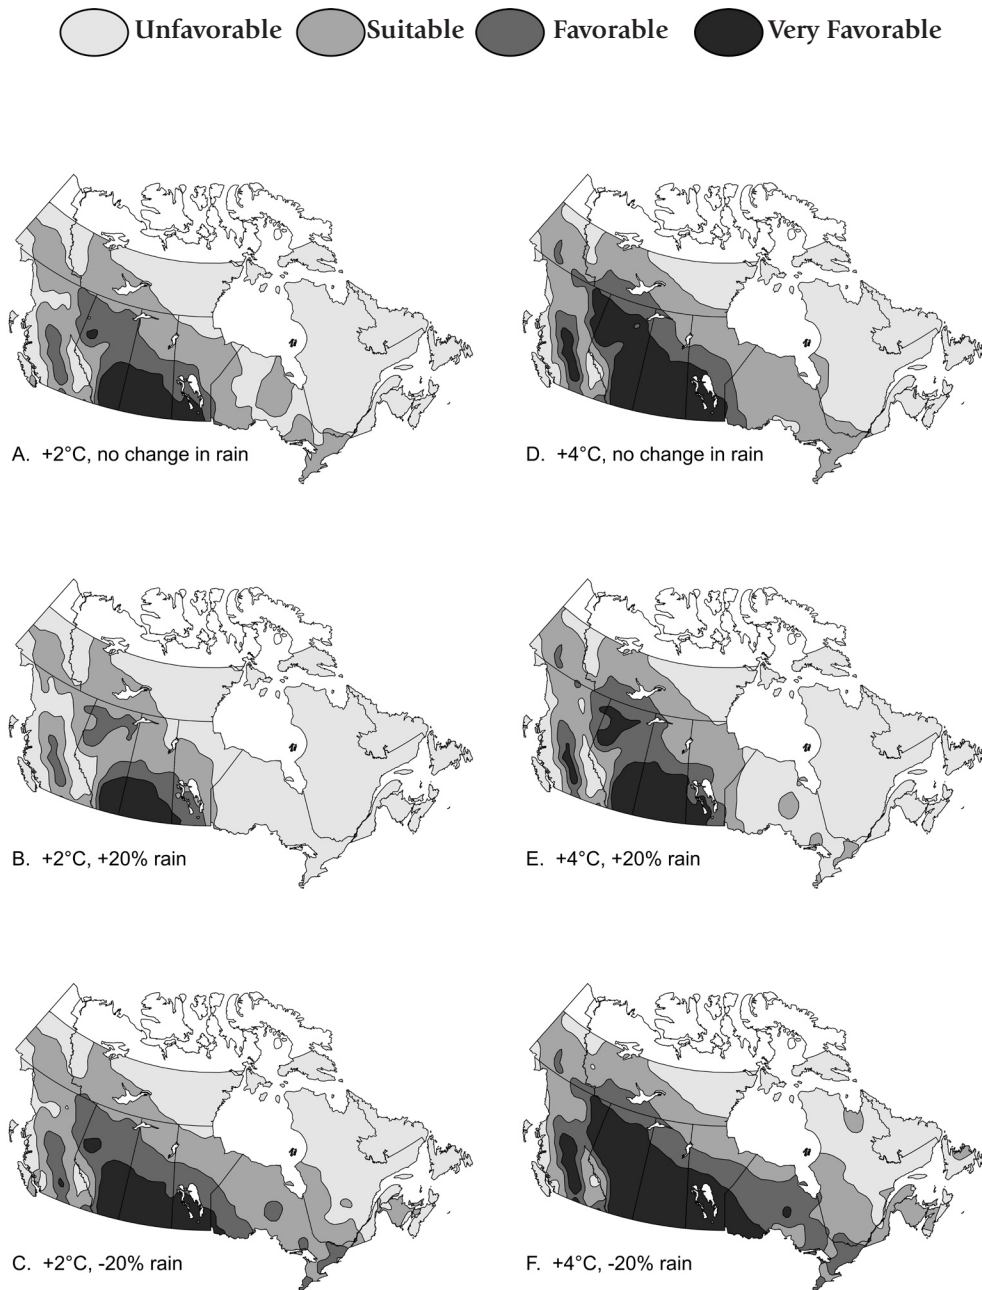 Unfavorable Suitable Favorable Very Favorable
A. +2°C, no change in rain
D. +4°C, no change in rain
B. +2°C, +20% rain
E. +4°C, +20% rain
C. +2°C, -20% rain
F. +4°C, -20% rain